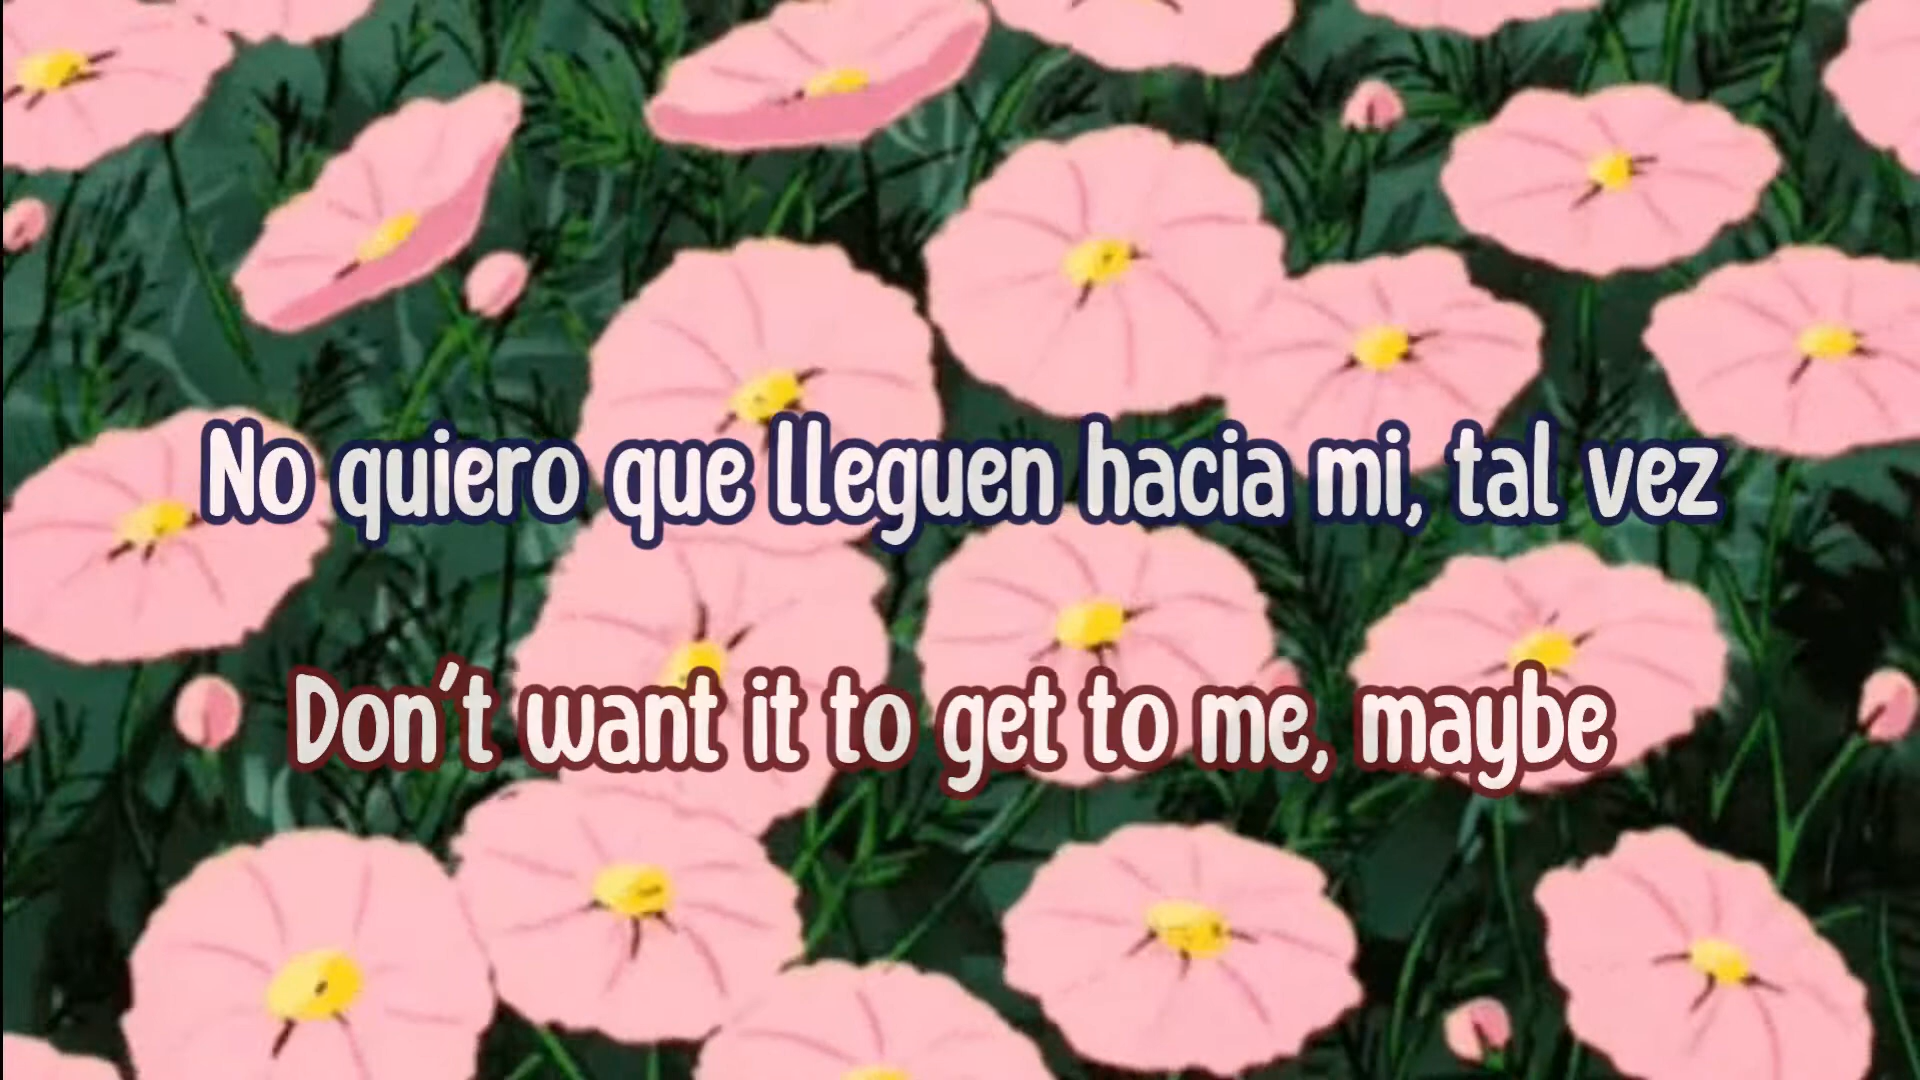 No quiero que lleguen hacia mi, tal vez
Don't want it to get to me, maybe